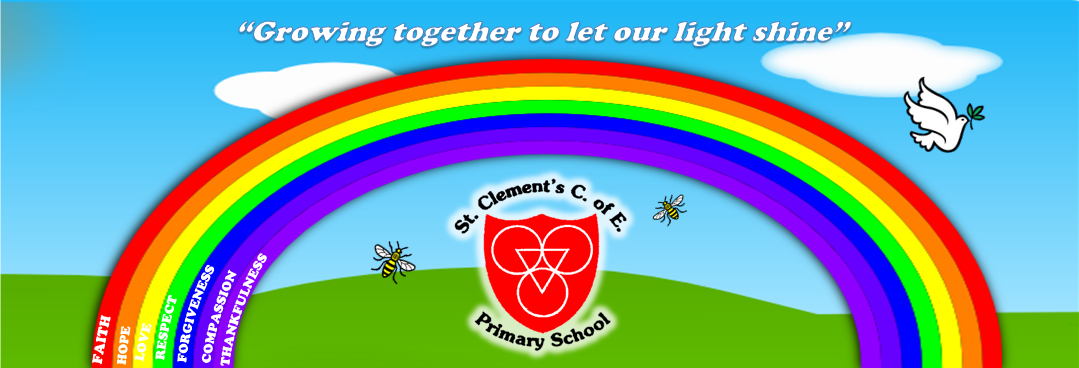 “Growing together to let our light shine”
St. Clement's C. of E.
Primary School
FAITH
HOPE
LOVE
RESPECT
FORGIVENESS
COMPASSION
THANKFULNESS